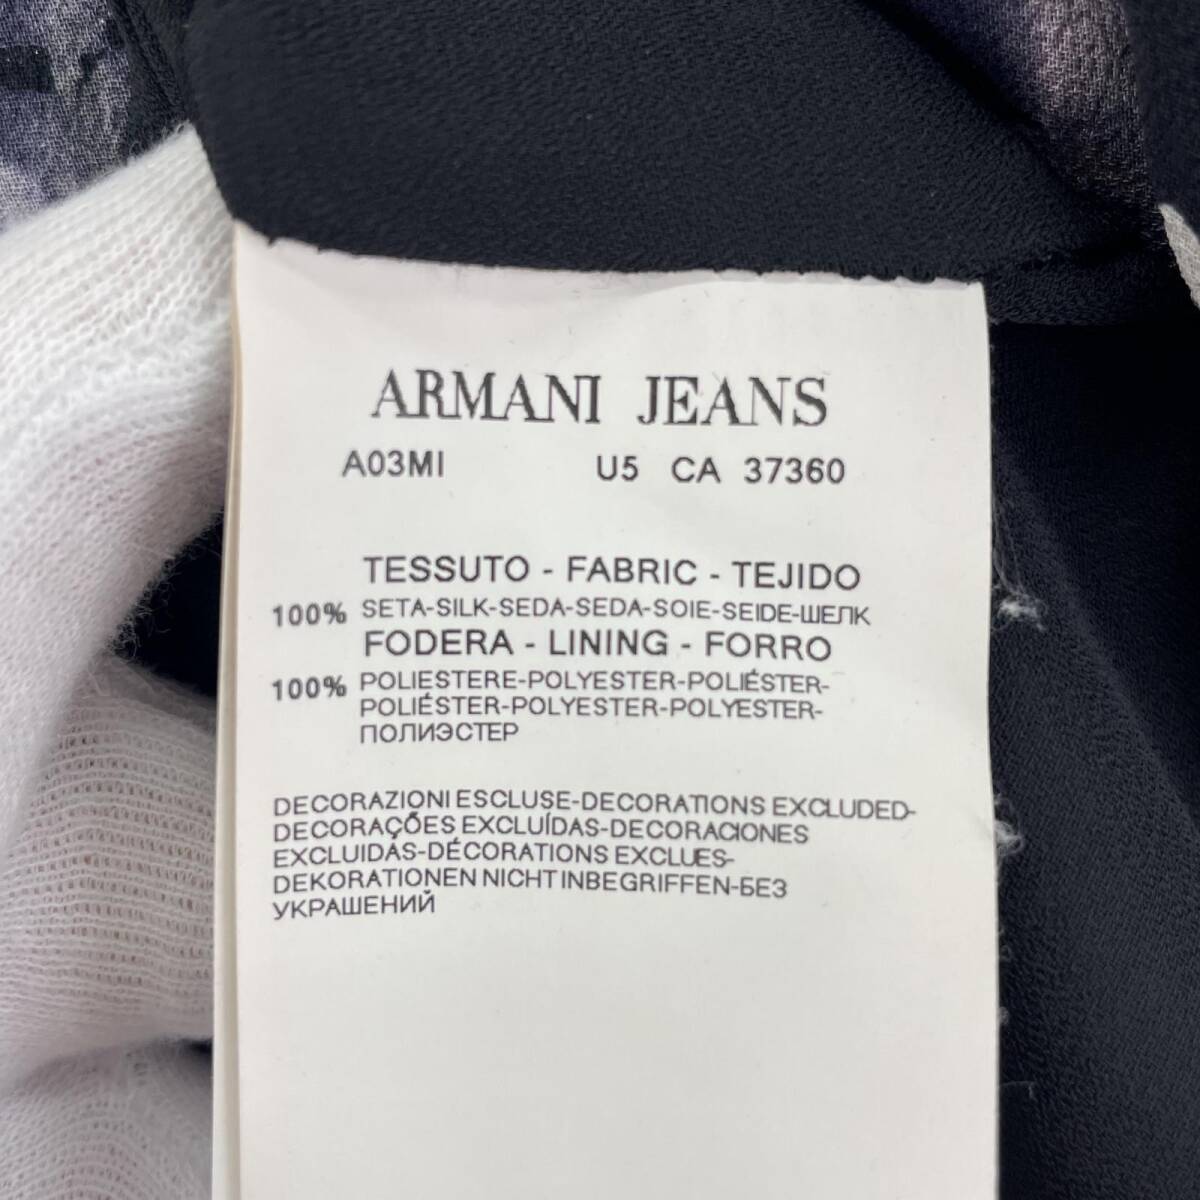 ARMANI JEANS
A03MI U5 CA 37360
TESSUTO - FABRIC - TEJIDO
100% SETA-SILK-SEDA-SEDA-SOIE-SEIDE-ШЕЛК
FODERA - LINING - FORRO
100% POLIESTERE-POLYESTER-POLIÉSTER-
POLIÉSTER-POLYESTER-POLYESTER-
ПОЛИЭСТЕР
DECORAZIONI ESCLUSE-DECORATIONS EXCLUDED-
DECORAÇÕES EXCLUÍDAS-DECORACIONES
EXCLUIDAS-DÉCORATIONS EXCLUES-
DEKORATIONEN NICHT INBEGRIFFEN-БЕЗ
УКРАШЕНИЙ